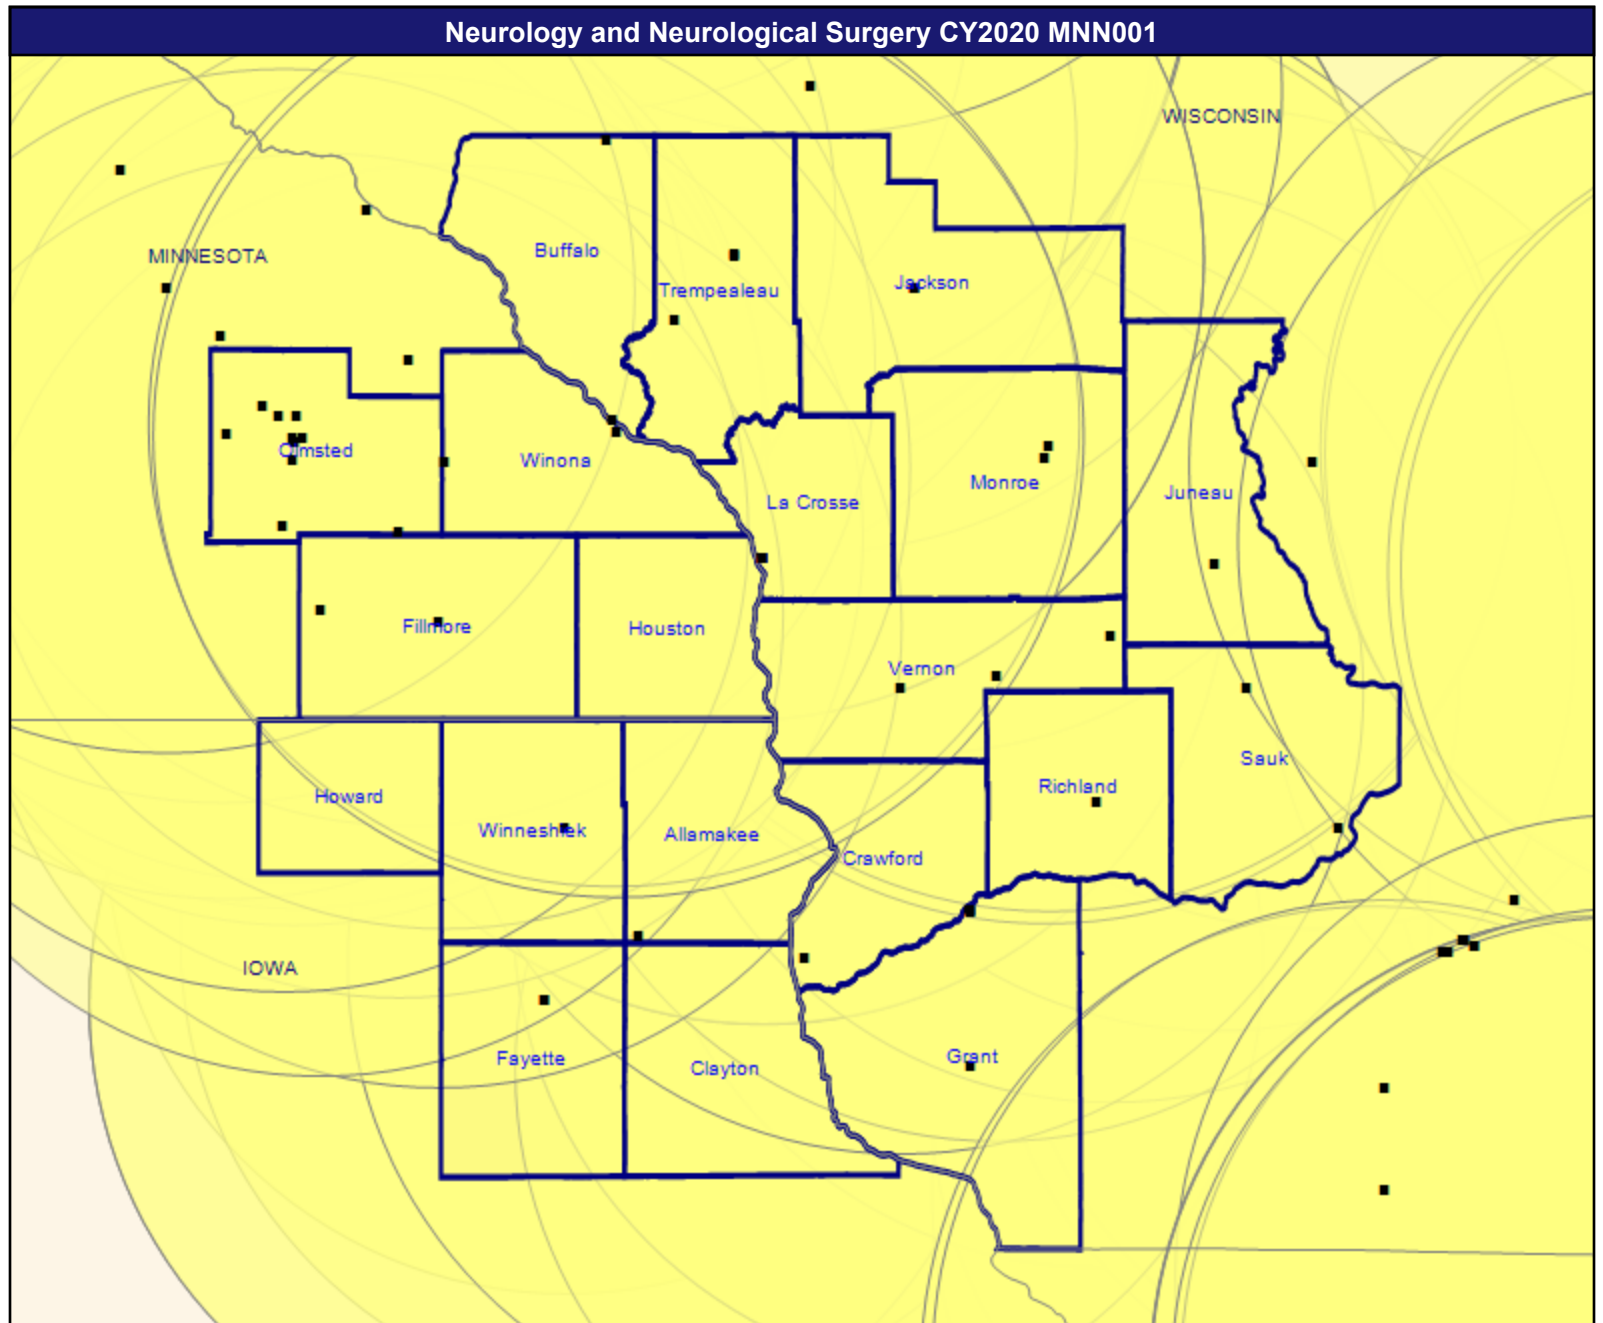 Neurology and Neurological Surgery CY2020 MNN001
WISCONSIN
MINNESOTA
Buffalo
Trempealeau
Jackson
Olmsted
Winona
La Crosse
Monroe
Juneau
Fillmore
Houston
Vernon
Sauk
Richland
Howard
Winneshiek
Allamakee
Crawford
IOWA
Fayette
Clayton
Grant